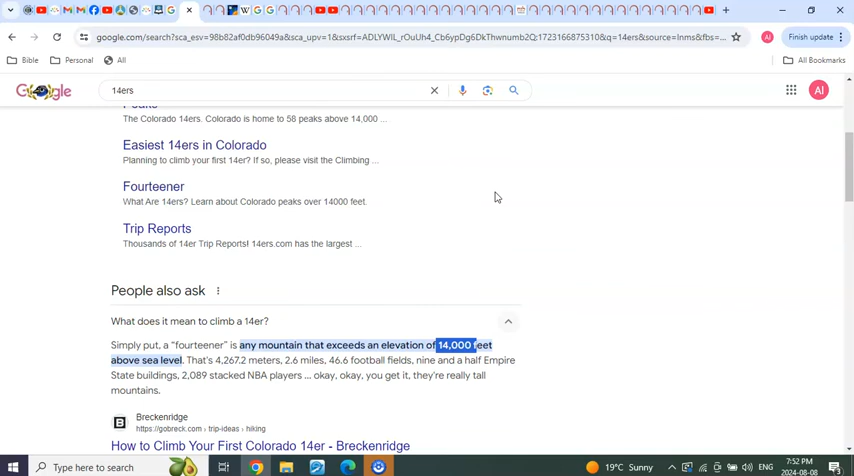 Finish update
google.com/search?sca_esv=98b82af0db96049a&sca_upv=1&sxsrf=ADLYWIL_rOuUh4_Cb6ypDg6DkThwnumb2Q:1723166875310&q=14ers&source=lnms&fbs=...
AI
Bible
Personal
All
All Bookmarks
Google
14ers
AI
Peaks
The Colorado 14ers. Colorado is home to 58 peaks above 14,000 ...
Easiest 14ers in Colorado
Planning to climb your first 14er? If so, please visit the Climbing ...
Fourteener
What Are 14ers? Learn about Colorado peaks over 14000 feet.
Trip Reports
Thousands of 14er Trip Reports! 14ers.com has the largest ...
People also ask
What does it mean to climb a 14er?
Simply put, a “fourteener” is any mountain that exceeds an elevation of 14,000 feet
above sea level. That's 4,267.2 meters, 2.6 miles, 46.6 football fields, nine and a half Empire
State buildings, 2,089 stacked NBA players ... okay, okay, you get it, they're really tall
mountains.
B
Breckenridge
https://gobreck.com › trip-ideas › hiking
How to Climb Your First Colorado 14er - Breckenridge
Type here to search
19°C Sunny
ENG
7:52 PM
2024-08-08
3